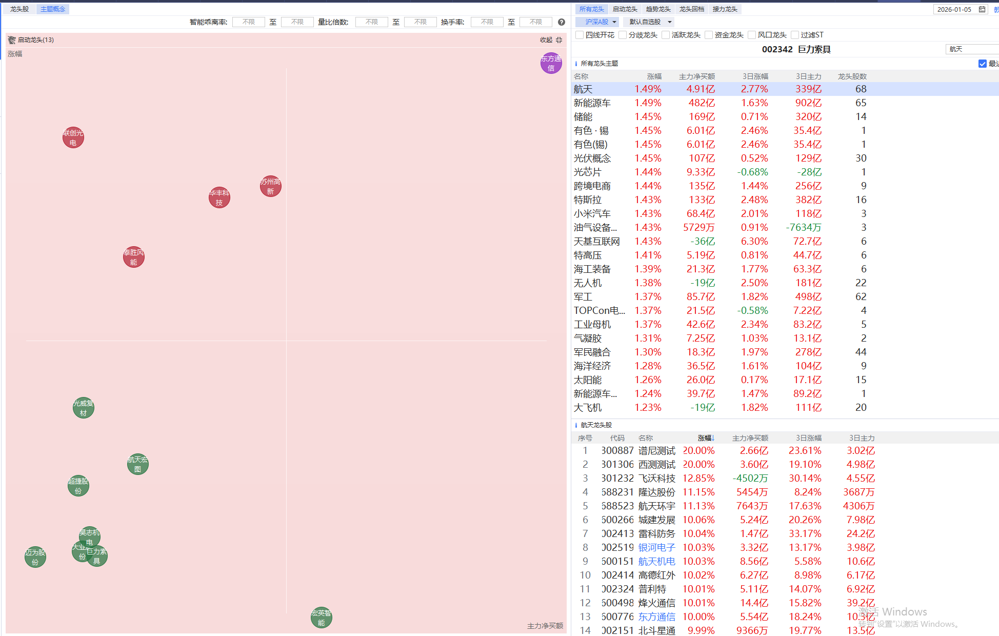 龙头股 主题概念
智能乖离率: 不限 至 不限 量比倍数: 不限 至 不限 换手率: 不限 至 不限
启动龙头(13) 收起
涨幅
东方通信
联创光电
苏州高新
华丰科技
泰胜风能
光威复材
航天宏图
超捷股份
昊志机电
大业 份
巨力索具
迈为股份
宏英智能
主力净买额
所有龙头 启动龙头 趋势龙头 龙头回档 接力龙头 2026-01-05
沪深A股 默认自选股
四线开花 分歧龙头 活跃龙头 资金龙头 风口龙头 过滤ST
002342 巨力索具 航天
所有龙头主题 最近
名称 涨幅 主力净买额 3日涨幅 3日主力 龙头股数
航天 1.49% 4.91亿 2.77% 339亿 68
新能源车 1.49% 482亿 1.63% 902亿 65
储能 1.45% 169亿 0.71% 320亿 14
有色·锡 1.45% 6.01亿 2.46% 35.4亿 1
有色(锡) 1.45% 6.01亿 2.46% 35.4亿 1
光伏概念 1.45% 107亿 0.52% 129亿 30
光芯片 1.44% 9.33亿 -0.68% -28亿 1
跨境电商 1.44% 135亿 1.44% 256亿 9
特斯拉 1.43% 133亿 2.48% 382亿 16
小米汽车 1.43% 68.4亿 2.01% 118亿 3
油气设备... 1.43% 5729万 0.91% -7634万 3
天基互联网 1.43% -36亿 6.30% 72.7亿 6
特高压 1.41% 5.19亿 0.81% 44.7亿 6
海工装备 1.39% 21.3亿 1.77% 63.3亿 6
无人机 1.38% -19亿 2.50% 181亿 22
军工 1.37% 85.7亿 1.82% 498亿 62
TOPCon电... 1.37% 21.5亿 -0.58% 7.22亿 4
工业母机 1.37% 42.6亿 2.34% 83.2亿 5
气凝胶 1.31% 7.25亿 1.03% 13.1亿 2
军民融合 1.30% 18.3亿 1.97% 278亿 44
海洋经济 1.28% 36.5亿 1.61% 104亿 9
太阳能 1.26% 26.0亿 0.17% 17.1亿 15
新能源车... 1.24% 39.7亿 1.47% 89.2亿 1
大飞机 1.23% -19亿 1.82% 111亿 20
航天龙头股
序号 代码 名称 涨幅↓ 主力净买额 3日涨幅 3日主力
1 300887 谱尼测试 20.00% 2.66亿 23.61% 3.02亿
2 301306 西测测试 20.00% 3.60亿 19.10% 4.98亿
3 301232 飞沃科技 12.85% -4502万 30.14% 4.55亿
4 688231 隆达股份 11.15% 5454万 8.24% 3687万
5 688523 航天环宇 11.13% 7643万 17.63% 4306万
6 600266 城建发展 10.06% 5.24亿 20.26% 7.98亿
7 002413 雷科防务 10.04% 1.47亿 33.17% 24.2亿
8 002519 银河电子 10.03% 3.32亿 13.17% 3.98亿
9 600151 航天机电 10.03% 8.56亿 5.58% 10.6亿
10 002414 高德红外 10.02% 6.27亿 8.98% 6.17亿
11 002324 普利特 10.01% 5.11亿 14.07% 6.92亿
12 600498 烽火通信 10.01% 14.4亿 15.82% 39.2亿
13 600776 东方通信 10.00% 5.54亿 18.24% 10.3亿
14 002151 北斗星通 9.99% 9366万 19.77% 13.5亿
激活 Windows
转到"设置"以激活 Windows。